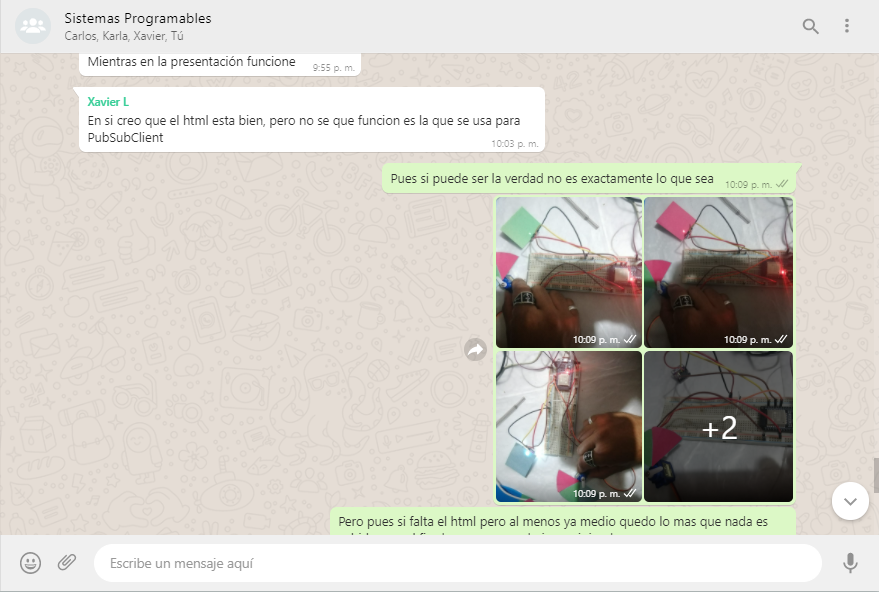 Sistemas Programables
Carlos, Karla, Xavier, Tú
Mientras en la presentación funcione
9:55 p. m.
Xavier L
En si creo que el html esta bien, pero no se que funcion es la que se usa para
PubSubClient
10:03 p. m.
Pues si puede ser la verdad no es exactamente lo que sea
10:09 p. m.
10:09 p. m.
10:09 p. m.
10:09 p. m.
+2
Pero pues si falta el html pero al menos ya medio quedo lo mas que nada es
Escribe un mensaje aquí